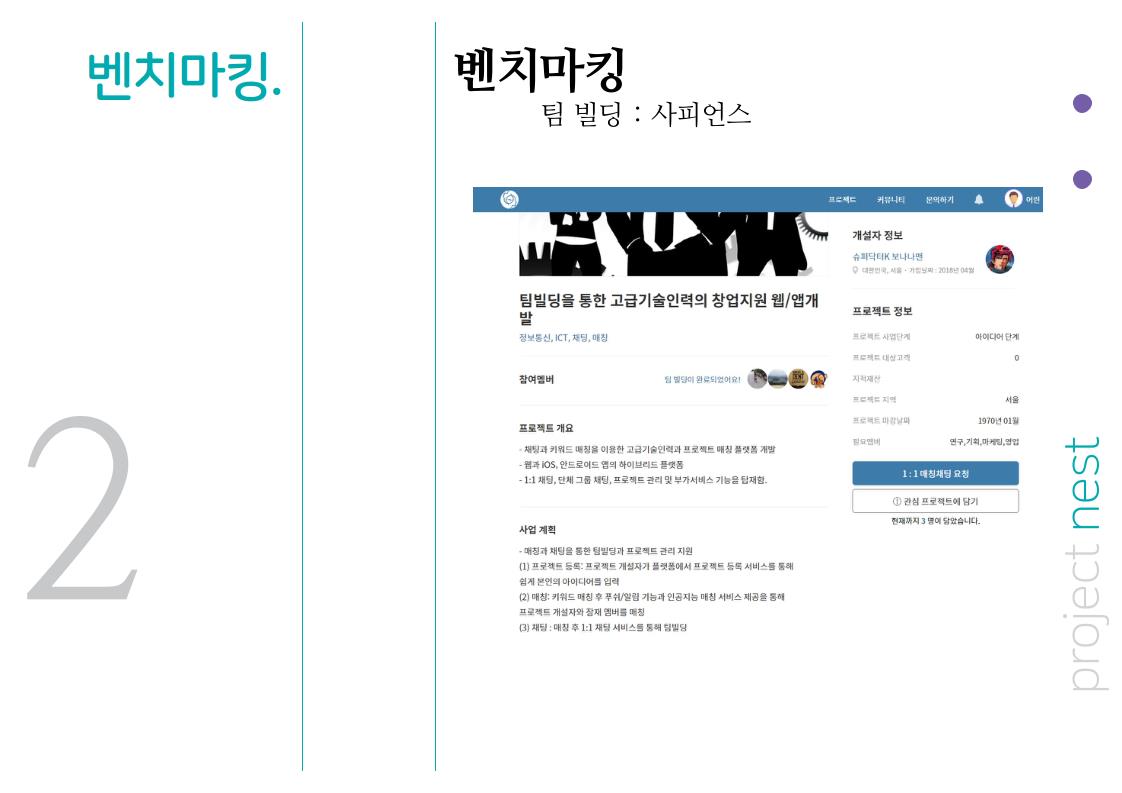 벤치마킹.
2
벤치마킹
팀 빌딩 : 사피언스
프로젝트
커뮤니티
문의하기
어린
팀빌딩을 통한 고급기술인력의 창업지원 웹/앱개
발
정보통신, ICT, 채팅, 매칭
참여멤버
팀 빌딩이 완료되었어요!
프로젝트 개요
- 채팅과 키워드 매칭을 이용한 고급기술인력과 프로젝트 매칭 플랫폼 개발
- 웹과 iOS, 안드로이드 앱의 하이브리드 플랫폼
- 1:1 채팅, 단체 그룹 채팅, 프로젝트 관리 및 부가서비스 기능을 탑재함.
사업 계획
- 매칭과 채팅을 통한 팀빌딩과 프로젝트 관리 지원
(1) 프로젝트 등록: 프로젝트 개설자가 플랫폼에서 프로젝트 등록 서비스를 통해
쉽게 본인의 아이디어를 입력
(2) 매칭: 키워드 매칭 후 푸쉬/알람 기능과 인공지능 매칭 서비스 제공을 통해
프로젝트 개설자와 잠재 멤버를 매칭
(3) 채팅 : 매칭 후 1:1 채팅 서비스를 통해 팀빌딩
개설자 정보
슈퍼닥터K 보나나맨
대한민국, 서울 • 가입날짜 : 2018년 04월
프로젝트 정보
프로젝트 사업단계 아이디어 단계
프로젝트 대상고객 0
지적재산
프로젝트 지역 서울
프로젝트 마감날짜 1970년 01월
필요멤버 연구,기획,마케팅,영업
1 : 1 매칭채팅 요청
① 관심 프로젝트에 담기
현재까지 3 명이 담았습니다.
project nest